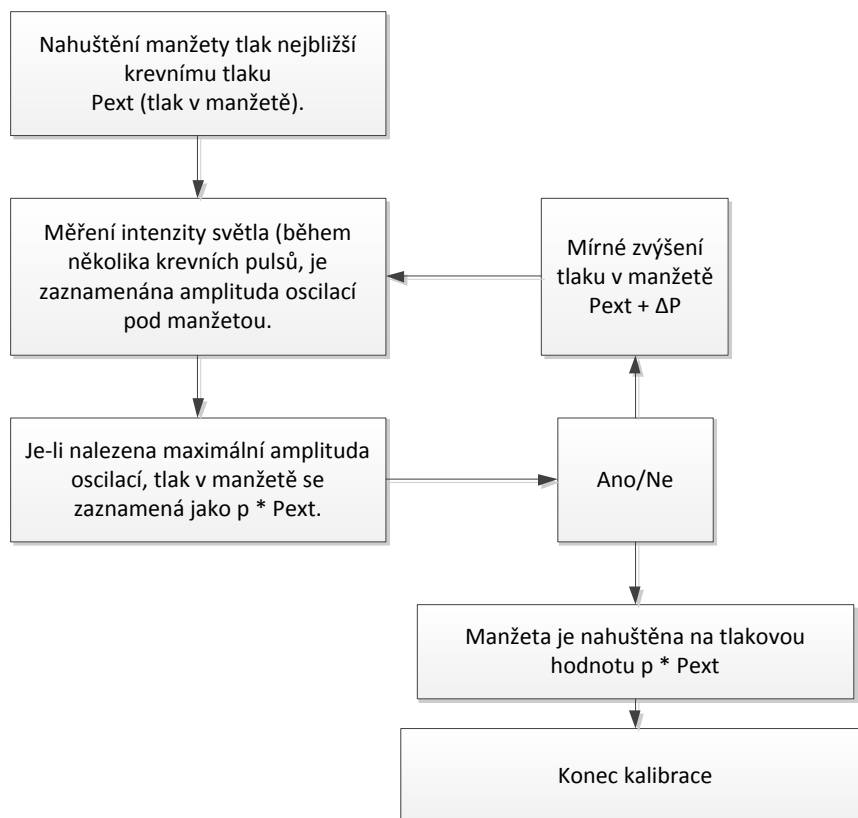 Nahuštění manžety tlak nejbližší
krevnímu tlaku
Pext (tlak v manžetě).
Měření intenzity světla (během
několika krevních pulsů, je
zaznamenána amplituda oscilací
pod manžetou.
Mírné zvýšení
tlaku v manžetě
Pext + ΔP
Je-li nalezena maximální amplituda
oscilací, tlak v manžetě se
zaznamená jako p * Pext.
Ano/Ne
Manžeta je nahuštěna na tlakovou
hodnotu p * Pext
Konec kalibrace